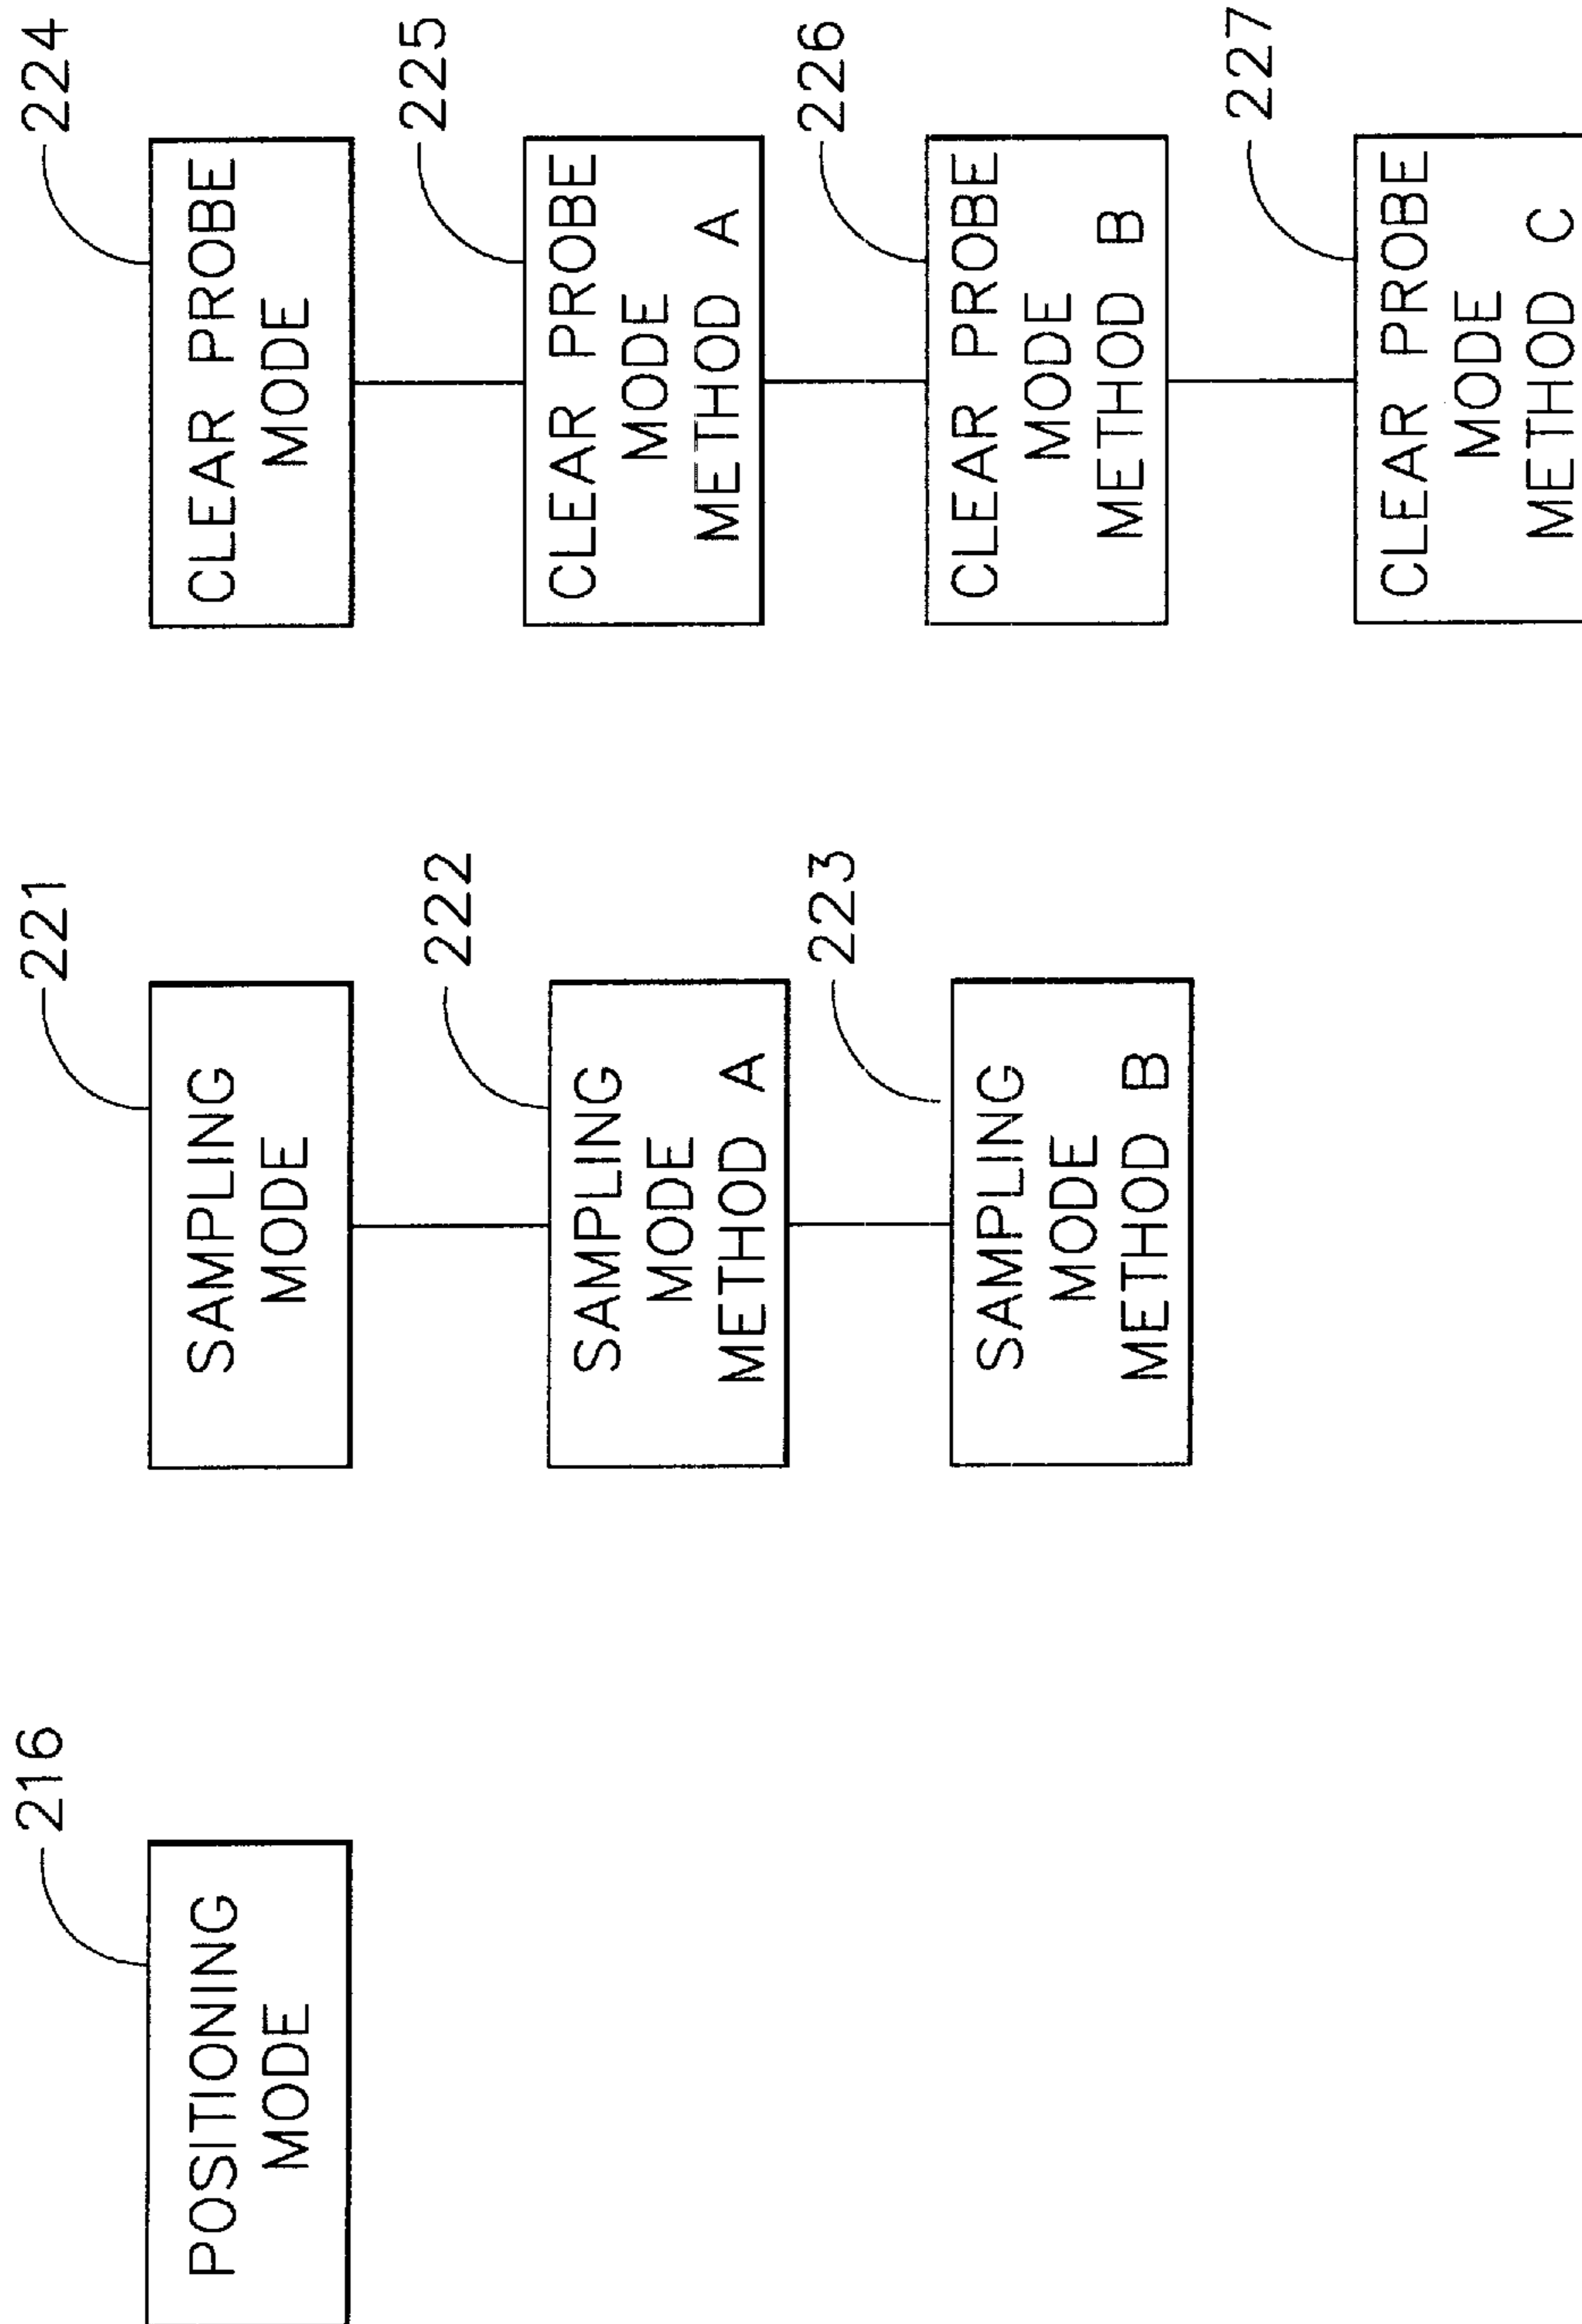 216
POSITIONING
MODE
221
SAMPLING
MODE
222
SAMPLING
MODE
METHOD A
223
SAMPLING
MODE
METHOD B
224
CLEAR PROBE
MODE
225
CLEAR PROBE
MODE
METHOD A
226
CLEAR PROBE
MODE
METHOD B
227
CLEAR PROBE
MODE
METHOD C